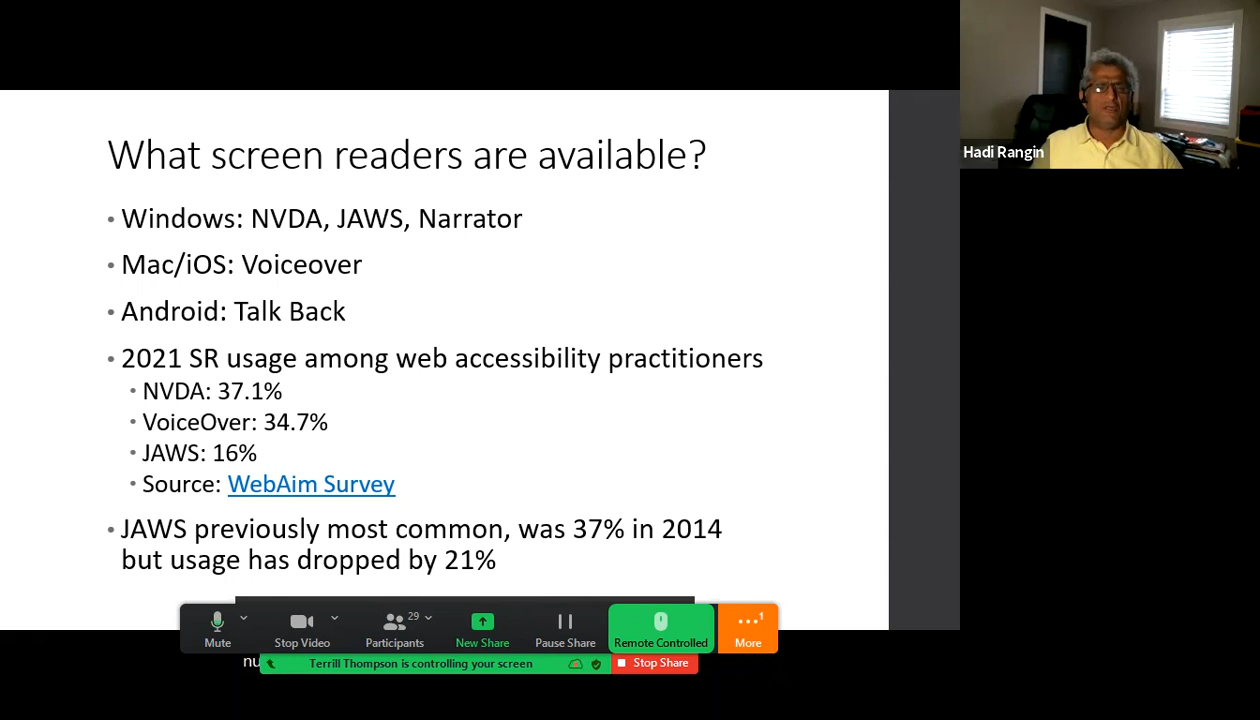 What screen readers are available?
• Windows: NVDA, JAWS, Narrator
• Mac/iOS: Voiceover
• Android: Talk Back
• 2021 SR usage among web accessibility practitioners
• NVDA: 37.1%
• VoiceOver: 34.7%
• JAWS: 16%
• Source: WebAim Survey
• JAWS previously most common, was 37% in 2014
but usage has dropped by 21%
Hadi Rangin
29
1
Mute
Stop Video
Participants
New Share
Pause Share
Remote Controlled
More
Terrill Thompson is controlling your screen
Stop Share